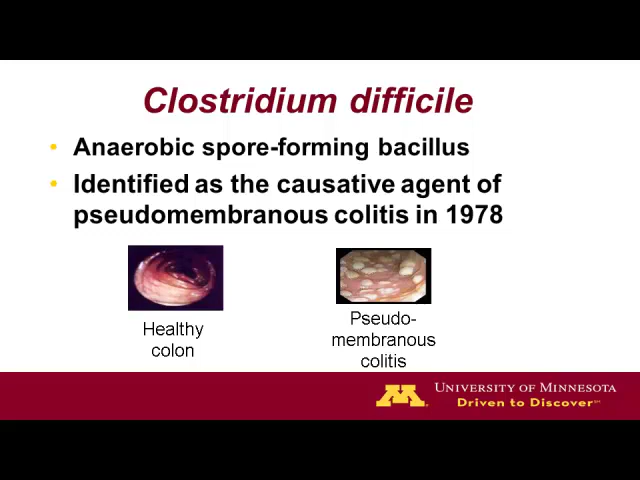 Clostridium difficile
• Anaerobic spore-forming bacillus
• Identified as the causative agent of
pseudomembranous colitis in 1978
Healthy
colon
Pseudo-
membranous
colitis
M
UNIVERSITY OF MINNESOTA
Driven to Discover℠